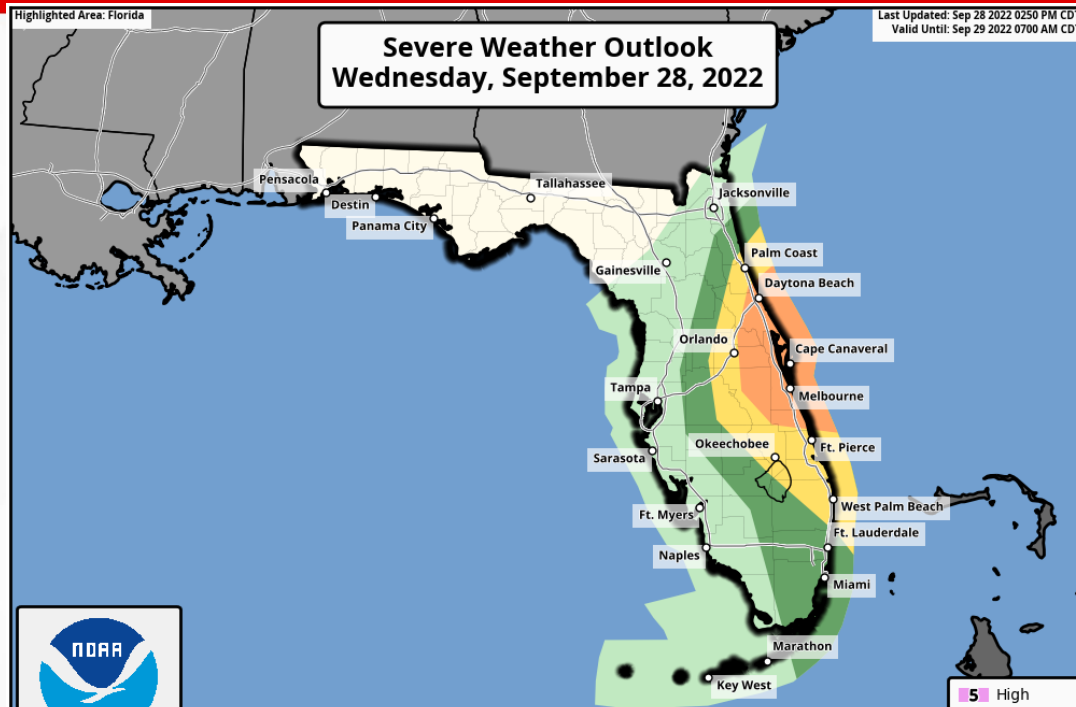 Highlighted Area: Florida
Last Updated: Sep 28 2022 0250 PM CDT
Valid Until: Sep 29 2022 0700 AM CDT
Severe Weather Outlook
Wednesday, September 28, 2022
Pensacola
Tallahassee
Destin
Jacksonville
Panama City
Palm Coast
Gainesville
Daytona Beach
Orlando
Cape Canaveral
Tampa
Melbourne
Okeechobee
Ft. Pierce
Sarasota
West Palm Beach
Ft. Myers
Ft. Lauderdale
Naples
Miami
Marathon
NOAA
Key West
5 High